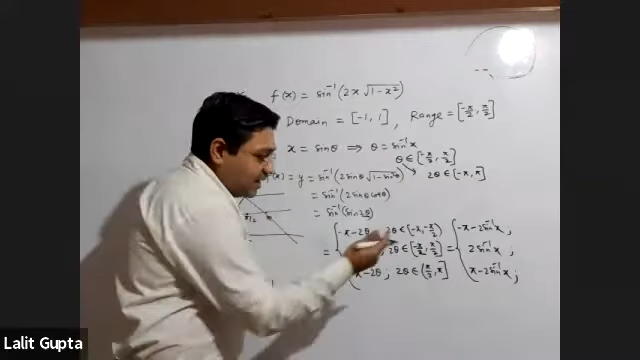 f(x) = sin⁻¹(2x √1-x²)
Domain = [-1, 1] , Range = [-π/2, π/2]
x = sinθ ⟹ θ = sin⁻¹x
θ ∈ [-π/2, π/2]
= y = sin⁻¹(2sinθ √1-sin²θ)
2θ ∈ [-π, π]
= sin⁻¹(2sinθ cosθ)
= sin⁻¹(sin2θ)
= { -π-2θ 2θ ∈ [-π, -π/2) = { -π-2sin⁻¹x ;
2θ ∈ [-π/2, π/2] 2sin⁻¹x ;
π-2θ ; 2θ ∈ (π/2, π] π-2sin⁻¹x ;
Lalit Gupta